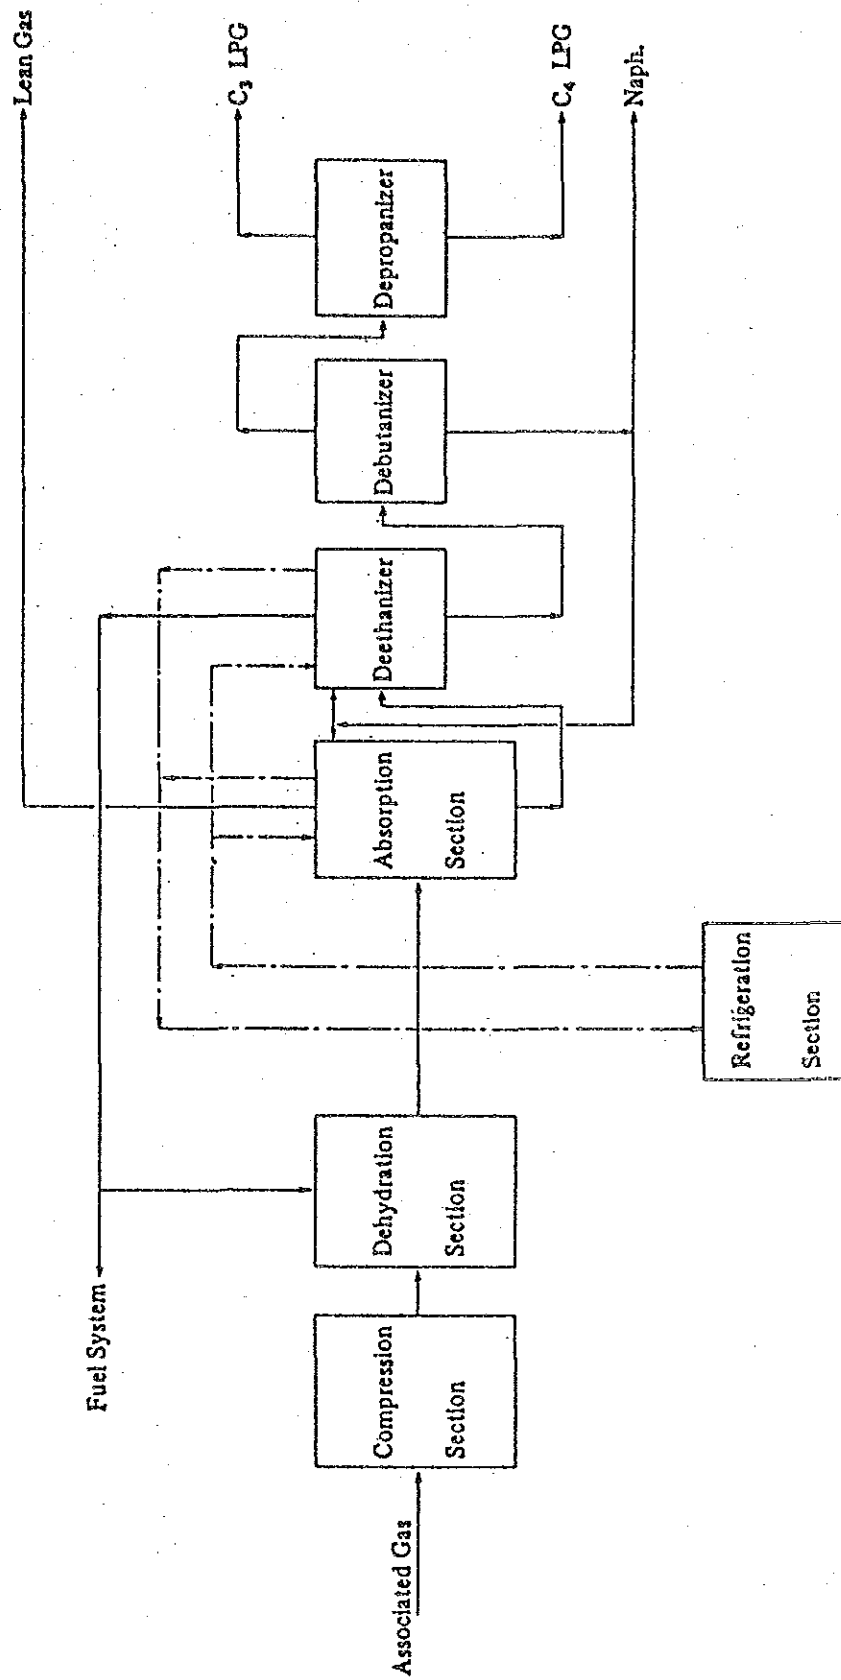 Lean Gas
C₃ LPG
C₄ LPG
Naph.
Fuel System
Associated Gas
Compression
Section
Dehydration
Section
Absorption
Section
Deethanizer
Debutanizer
Depropanizer
Refrigeration
Section